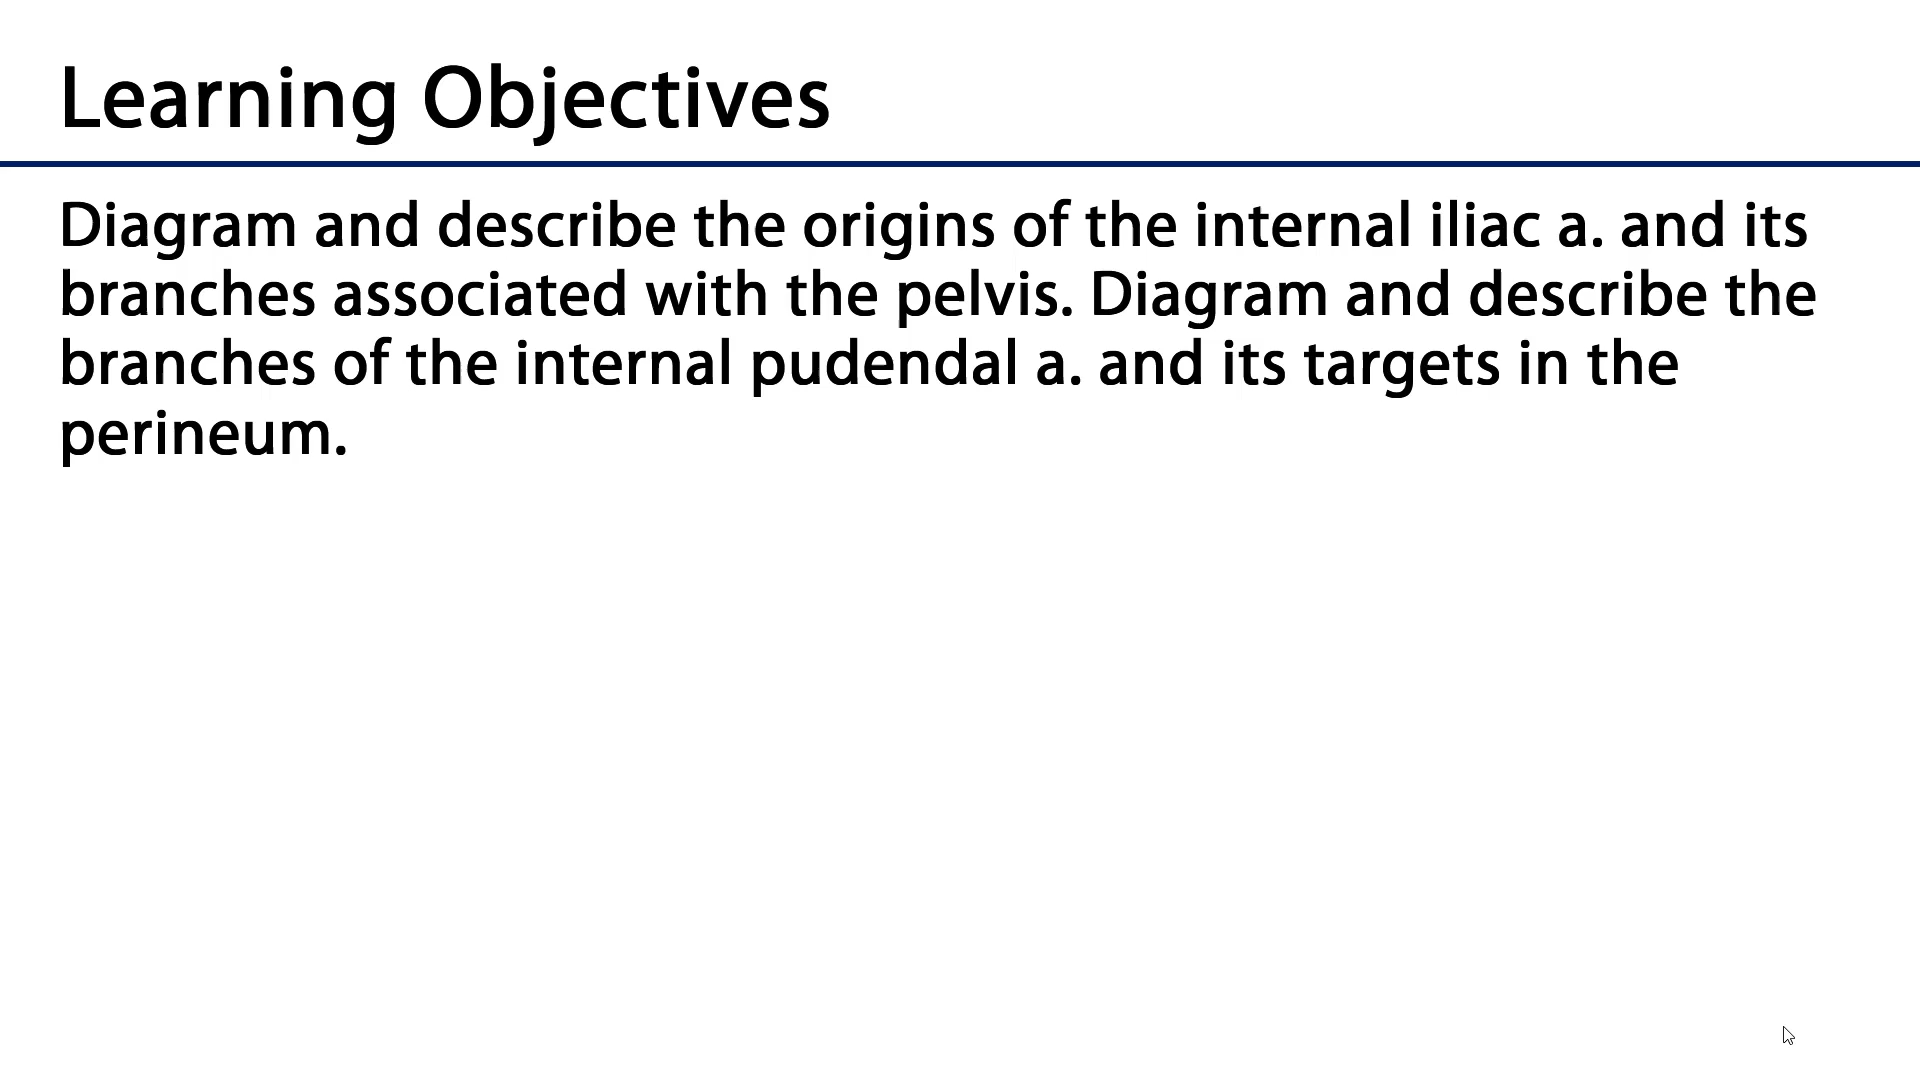 Learning Objectives
Diagram and describe the origins of the internal iliac a. and its
branches associated with the pelvis. Diagram and describe the
branches of the internal pudendal a. and its targets in the
perineum.